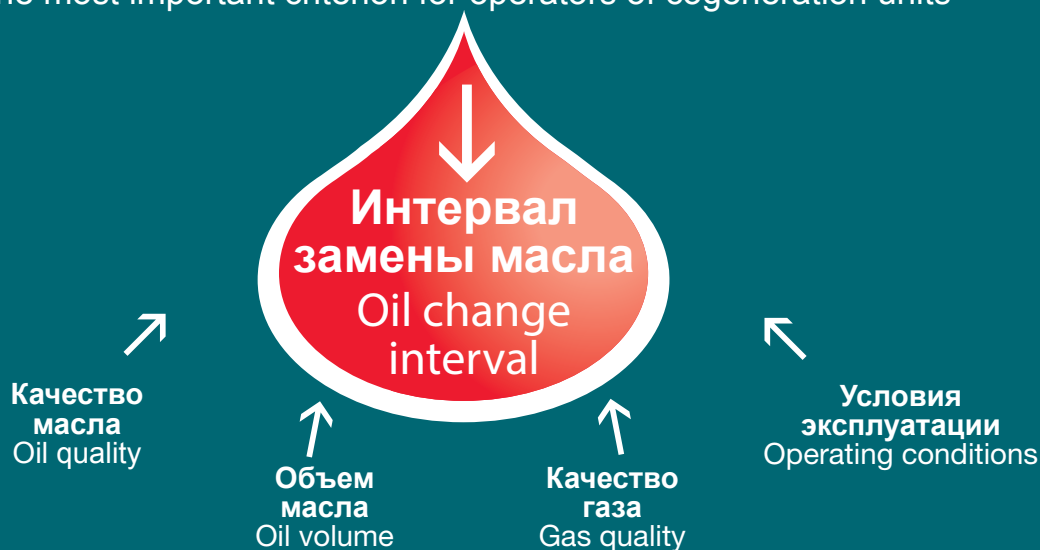 he most important criterion for operators of cogeneration units
Интервал
замены масла
Oil change
interval
Качество
масла
Oil quality
Объем
масла
Oil volume
Качество
газа
Gas quality
Условия
эксплуатации
Operating conditions